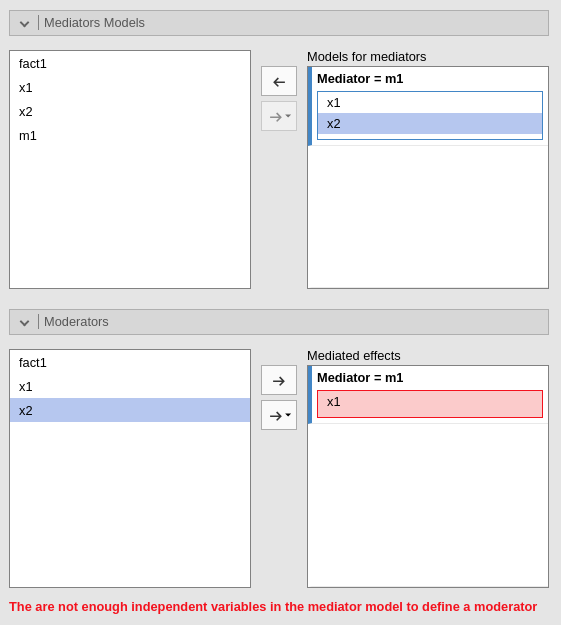 Mediators Models
fact1
x1
x2
m1
Models for mediators
Mediator = m1
x1
x2
Moderators
fact1
x1
x2
Mediated effects
Mediator = m1
x1
The are not enough independent variables in the mediator model to define a moderator